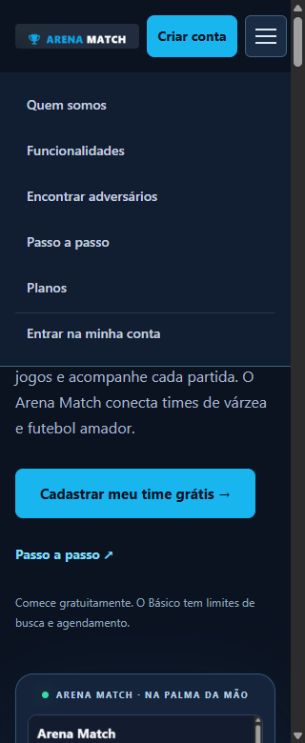 ARENA MATCH
Criar conta
Quem somos
Funcionalidades
Encontrar adversários
Passo a passo
Planos
Entrar na minha conta
jogos e acompanhe cada partida. O
Arena Match conecta times de várzea
e futebol amador.
Cadastrar meu time grátis →
Passo a passo ↗
Comece gratuitamente. O Básico tem limites de
busca e agendamento.
ARENA MATCH · NA PALMA DA MÃO
Arena Match